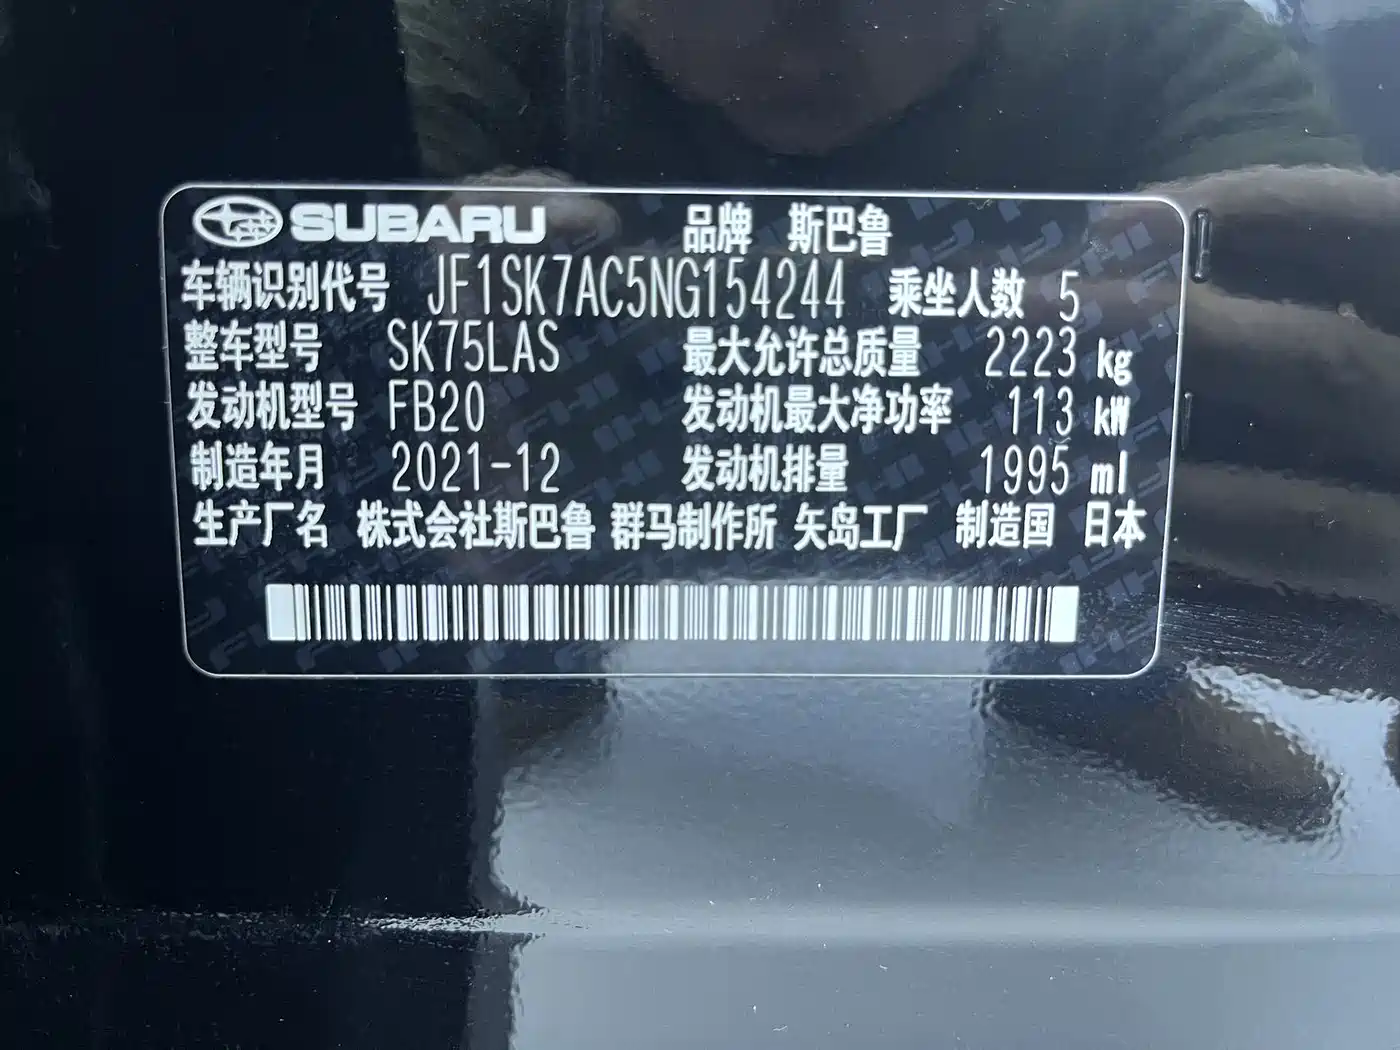 SUBARU 品牌 斯巴鲁
车辆识别代号 JF1SK7AC5NG154244 乘坐人数 5
整车型号 SK75LAS 最大允许总质量 2223 kg
发动机型号 FB20 发动机最大净功率 113 kW
制造年月 2021-12 发动机排量 1995 ml
生产厂名 株式会社斯巴鲁 群马制作所 矢岛工厂 制造国 日本